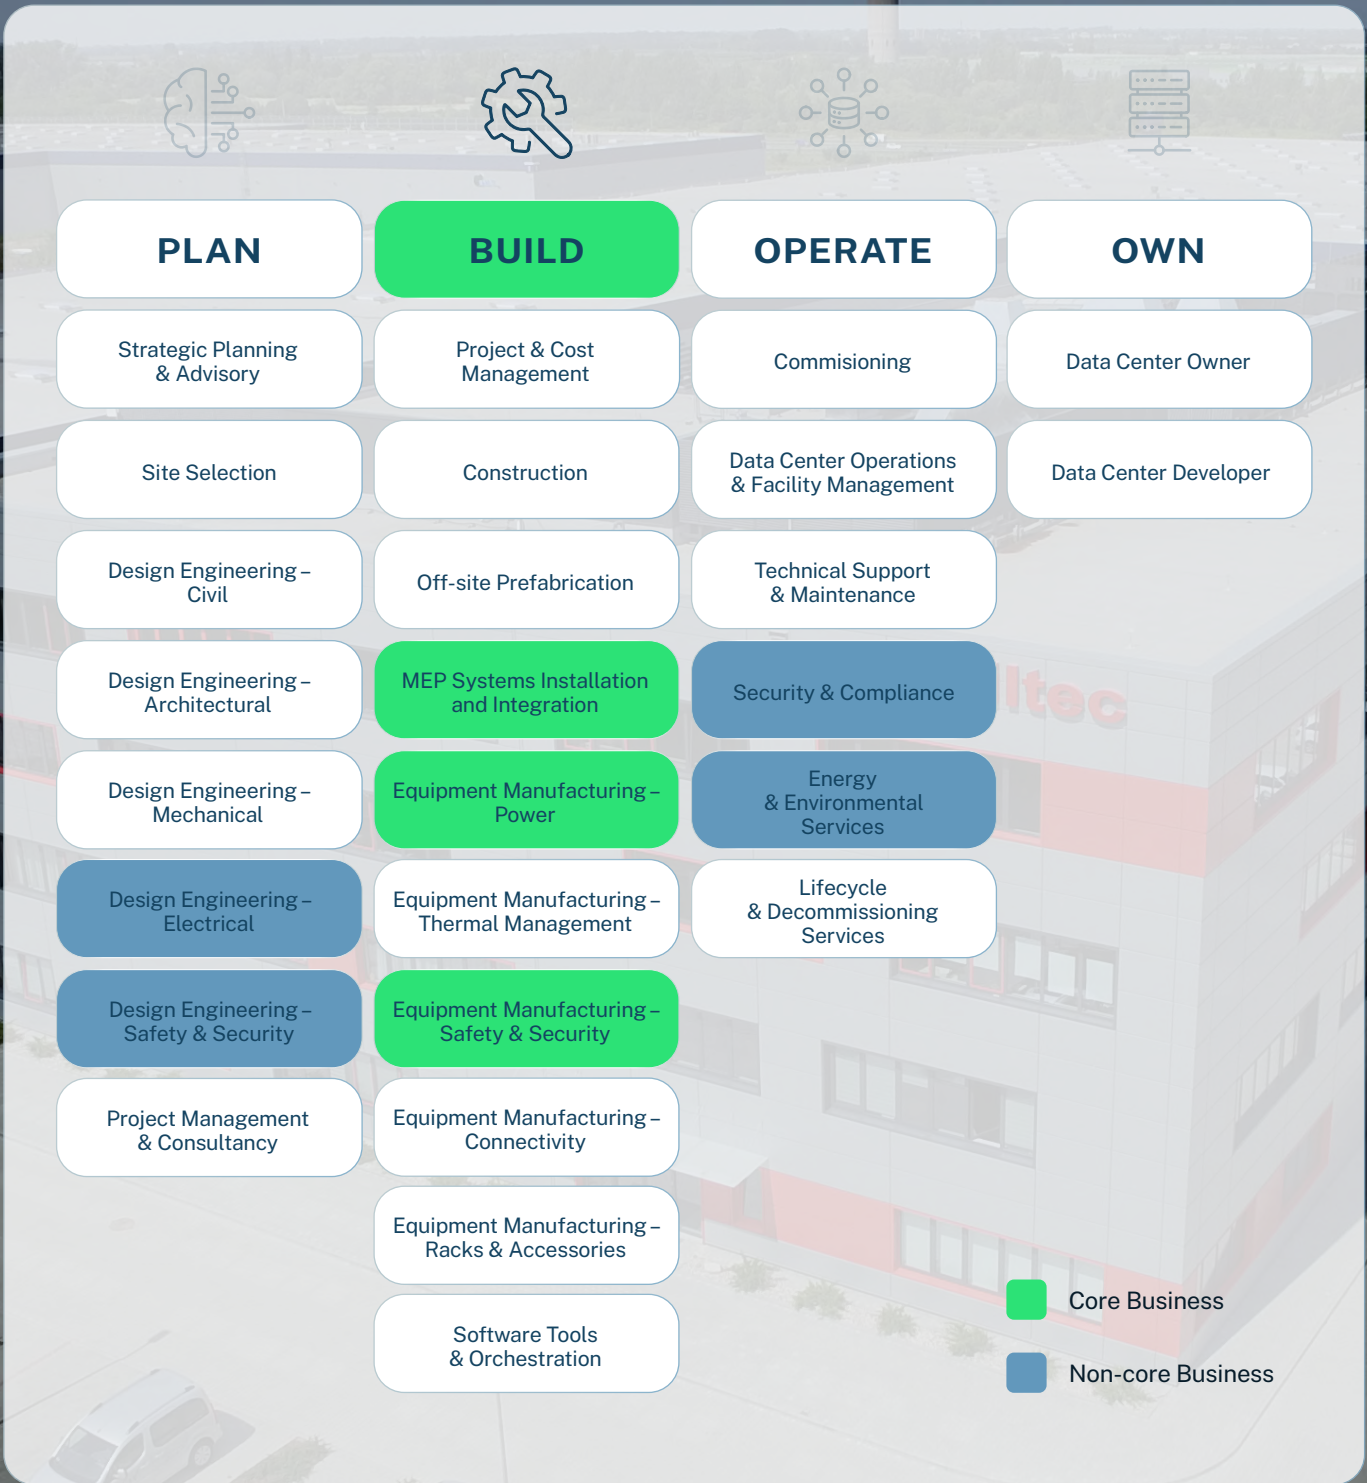 PLAN
Strategic Planning
& Advisory
Site Selection
Design Engineering –
Civil
Design Engineering –
Architectural
Design Engineering –
Mechanical
Design Engineering –
Electrical
Design Engineering –
Safety & Security
Project Management
& Consultancy
BUILD
Project & Cost
Management
Construction
Off-site Prefabrication
MEP Systems Installation
and Integration
Equipment Manufacturing –
Power
Equipment Manufacturing –
Thermal Management
Equipment Manufacturing –
Safety & Security
Equipment Manufacturing –
Connectivity
Equipment Manufacturing –
Racks & Accessories
Software Tools
& Orchestration
OPERATE
Commisioning
Data Center Operations
& Facility Management
Technical Support
& Maintenance
Security & Compliance
Energy
& Environmental
Services
Lifecycle
& Decommissioning
Services
OWN
Data Center Owner
Data Center Developer
ltec
Core Business
Non-core Business